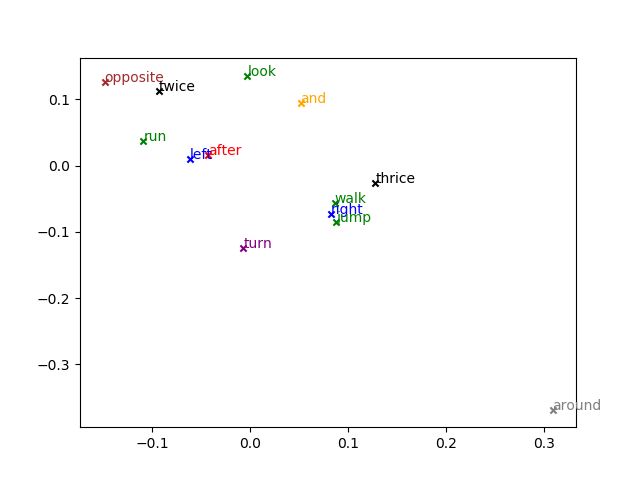 look
opposite
twice
0.1
and
run
left
after
0.0
thrice
walk
right
jump
−0.1
turn
−0.2
−0.3
around
−0.1
0.0
0.1
0.2
0.3